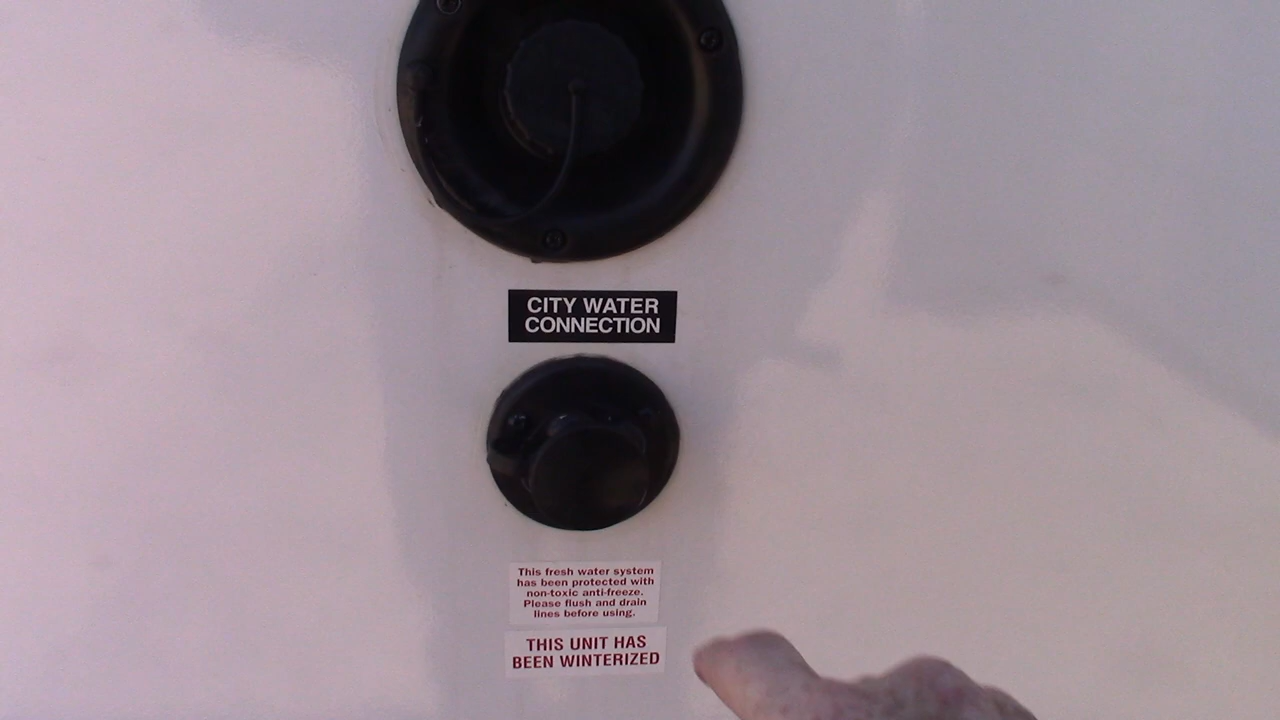 CITY WATER
CONNECTION
This fresh water system
has been protected with
non-toxic anti-freeze.
Please flush and drain
lines before using.
THIS UNIT HAS
BEEN WINTERIZED